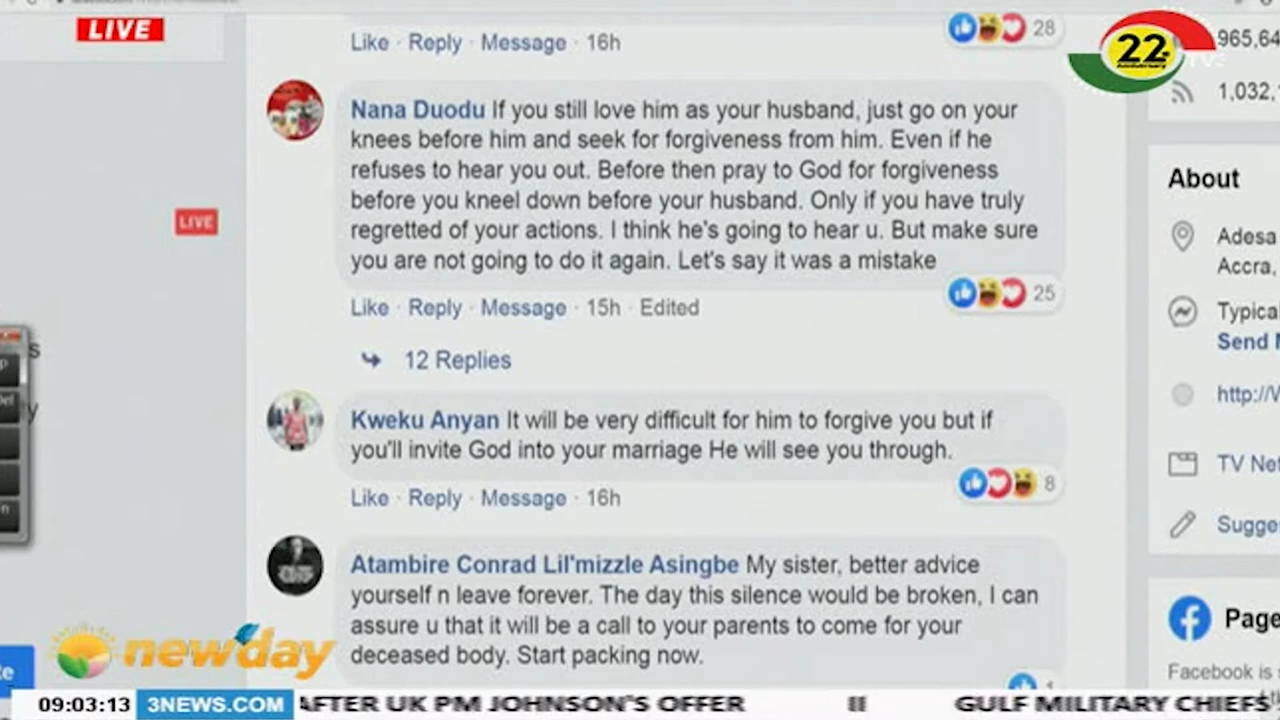 LIVE
Like · Reply · Message · 16h
28
22
Anniversary
965,64
1,032,
Nana Duodu If you still love him as your husband, just go on your
knees before him and seek for forgiveness from him. Even if he
refuses to hear you out. Before then pray to God for forgiveness
before you kneel down before your husband. Only if you have truly
regretted of your actions. I think he's going to hear u. But make sure
you are not going to do it again. Let's say it was a mistake
25
Like · Reply · Message · 15h · Edited
12 Replies
LIVE
Kweku Anyan It will be very difficult for him to forgive you but if
you'll invite God into your marriage He will see you through.
8
Like · Reply · Message · 16h
Atambire Conrad Lil'mizzle Asingbe My sister, better advice
yourself n leave forever. The day this silence would be broken, I can
assure u that it will be a call to your parents to come for your
deceased body. Start packing now.
1
About
Adesa
Accra,
Typical
Send M
http://W
TV Net
Sugges
Page
Facebook is s
newday
09:03:13 3NEWS.COM AFTER UK PM JOHNSON'S OFFER II GULF MILITARY CHIEFS